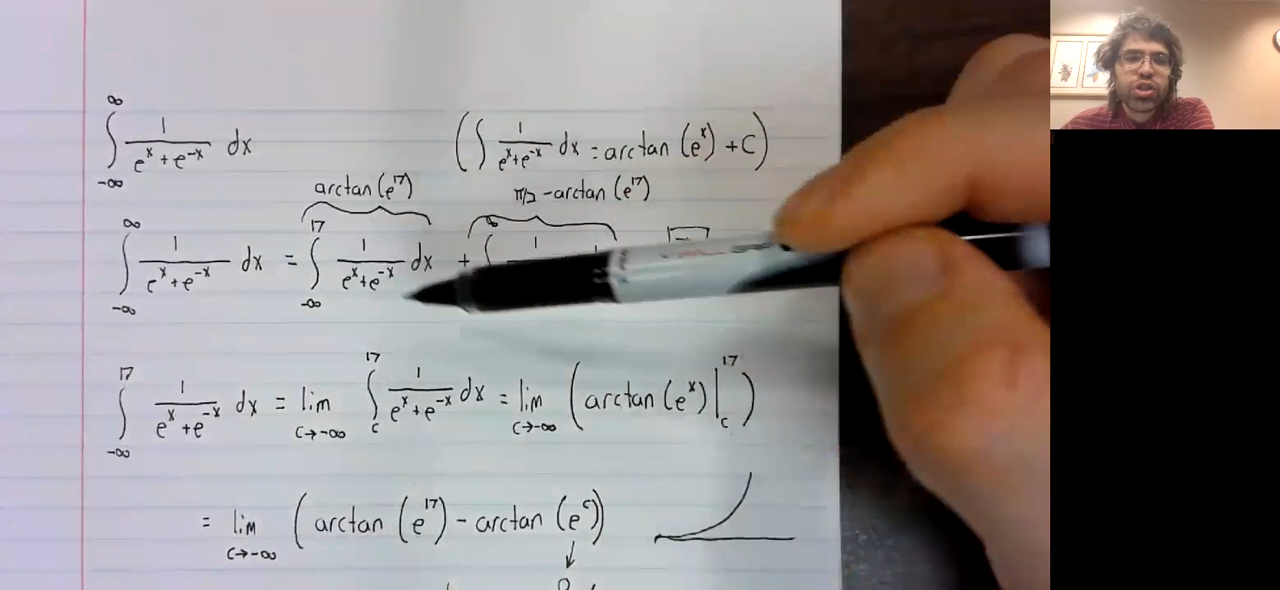 ∫_{-∞}^{∞} 1/(e^x + e^{-x}) dx (∫ 1/(e^x+e^{-x}) dx = arctan(e^x) + C)
arctan(e^{17}) π/2 - arctan(e^{17})
∫_{-∞}^{∞} 1/(e^x + e^{-x}) dx = ∫_{-∞}^{17} 1/(e^x+e^{-x}) dx + ∫^{∞} 1
∫_{-∞}^{17} 1/(e^x + e^{-x}) dx = lim_{c→-∞} ∫_{c}^{17} 1/(e^x + e^{-x}) dx = lim_{c→-∞} (arctan(e^x)|_{c}^{17})
= lim_{c→-∞} (arctan(e^{17}) - arctan(e^c))
↓